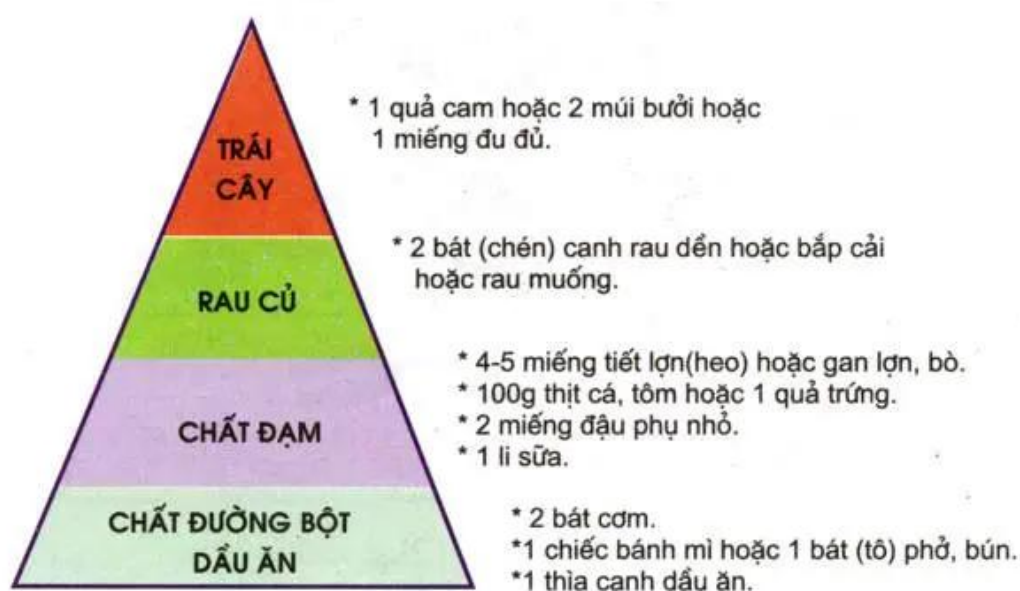 TRÁI
CÂY
* 1 quả cam hoặc 2 múi bưởi hoặc
1 miếng đu đủ.
RAU CỦ
* 2 bát (chén) canh rau dền hoặc bắp cải
hoặc rau muống.
CHẤT ĐẠM
* 4-5 miếng tiết lợn(heo) hoặc gan lợn, bò.
* 100g thịt cá, tôm hoặc 1 quả trứng.
* 2 miếng đậu phụ nhỏ.
* 1 li sữa.
CHẤT ĐƯỜNG BỘT
DẦU ĂN
* 2 bát cơm.
*1 chiếc bánh mì hoặc 1 bát (tô) phở, bún.
*1 thìa canh dầu ăn.